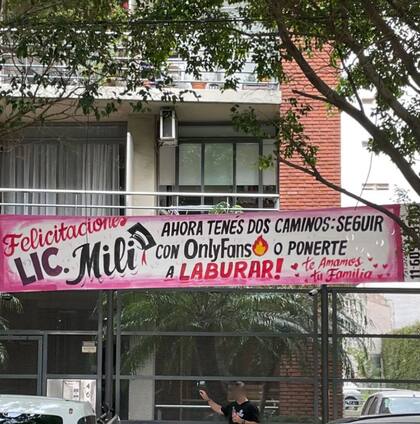 Felicitaciones
LIC. Mili
AHORA TENES DOS CAMINOS: SEGUIR
CON OnlyFans🔥 O PONERTE
A LABURAR!
te Amamos
tu Familia